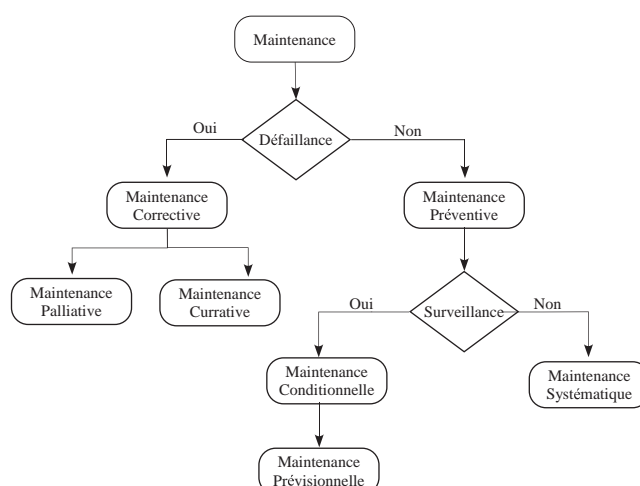 Maintenance
Défaillance
Oui
Non
Maintenance
Corrective
Maintenance
Préventive
Maintenance
Palliative
Maintenance
Currative
Surveillance
Oui
Non
Maintenance
Conditionnelle
Maintenance
Systématique
Maintenance
Prévisionnelle